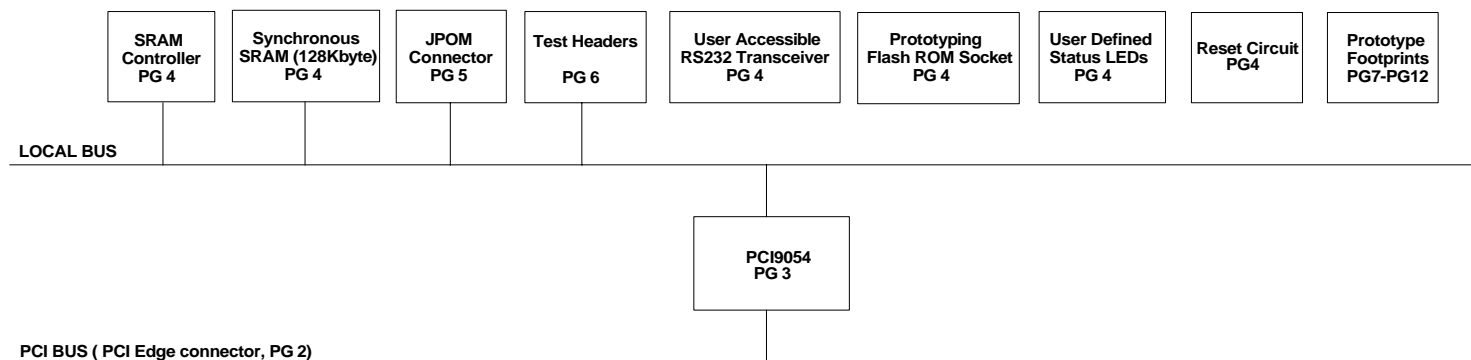 SRAM
Controller
PG 4
Synchronous
SRAM (128Kbyte)
PG 4
JPOM
Connector
PG 5
Test Headers
PG 6
User Accessible
RS232 Transceiver
PG 4
Prototyping
Flash ROM Socket
PG 4
User Defined
Status LEDs
PG 4
Reset Circuit
PG4
Prototype
Footprints
PG7-PG12
LOCAL BUS
PCI9054
PG 3
PCI BUS ( PCI Edge connector, PG 2)